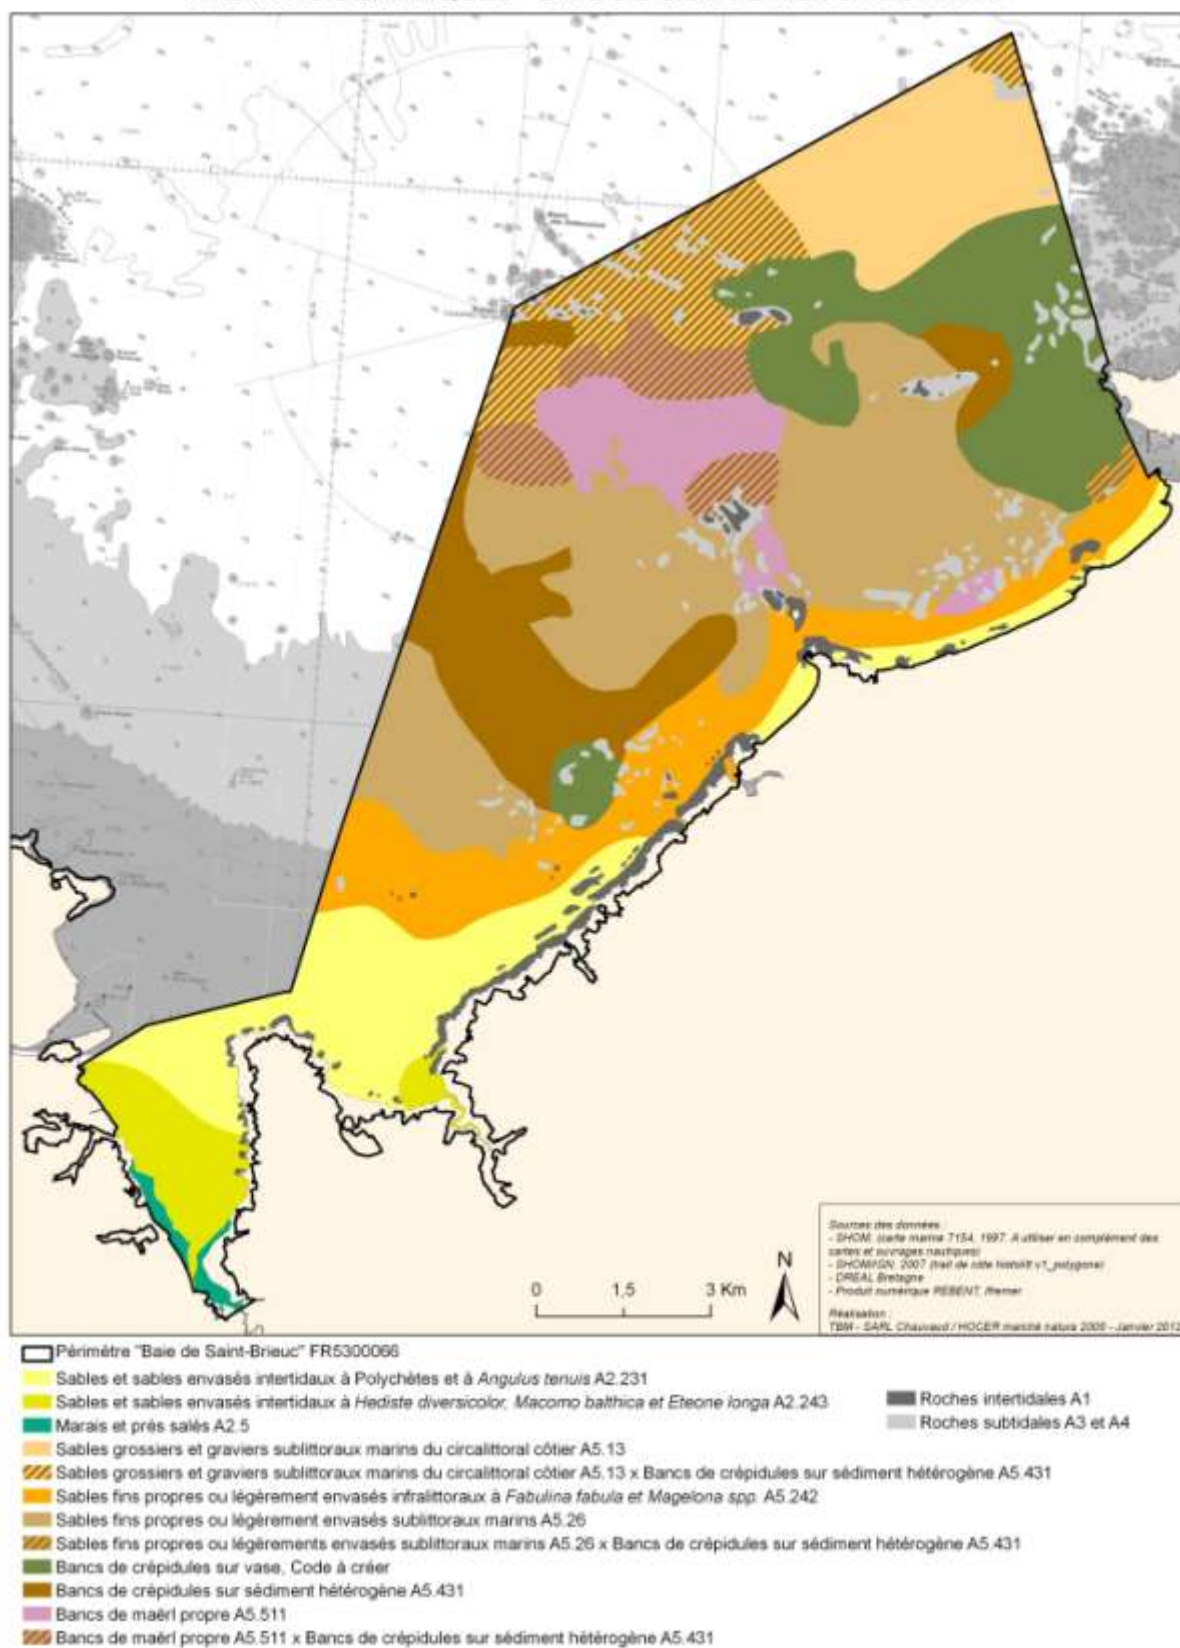 N
0 1,5 3 Km
Sources des données
- SHOM, (carte marine 7154, 1997. A utiliser en complément des
cartes et ouvrages nautiques)
- SHOM/IGN, 2007 (trait de côte histolitt v1_polygone)
- DREAL Bretagne
- Produit numérique REBENT, Ifremer
Réalisation :
TBM - SARL Chauvaud / HOCER marché natura 2000 - Janvier 2012
Périmètre "Baie de Saint-Brieuc" FR5300066
Sables et sables envasés intertidaux à Polychètes et à Angulus tenuis A2.231
Sables et sables envasés intertidaux à Hediste diversicolor, Macomo balthica et Eteone longa A2.243
Marais et prés salés A2.5
Sables grossiers et graviers sublittoraux marins du circalittoral côtier A5.13
Sables grossiers et graviers sublittoraux marins du circalittoral côtier A5.13 x Bancs de crépidules sur sédiment hétérogène A5.431
Sables fins propres ou légèrement envasés infralittoraux à Fabulina fabula et Magelona spp. A5.242
Sables fins propres ou légèrement envasés sublittoraux marins A5.26
Sables fins propres ou légèrements envasés sublittoraux marins A5.26 x Bancs de crépidules sur sédiment hétérogène A5.431
Bancs de crépidules sur vase, Code à créer
Bancs de crépidules sur sédiment hétérogène A5.431
Bancs de maërl propre A5.511
Bancs de maërl propre A5.511 x Bancs de crépidules sur sédiment hétérogène A5.431
Roches intertidales A1
Roches subtidales A3 et A4